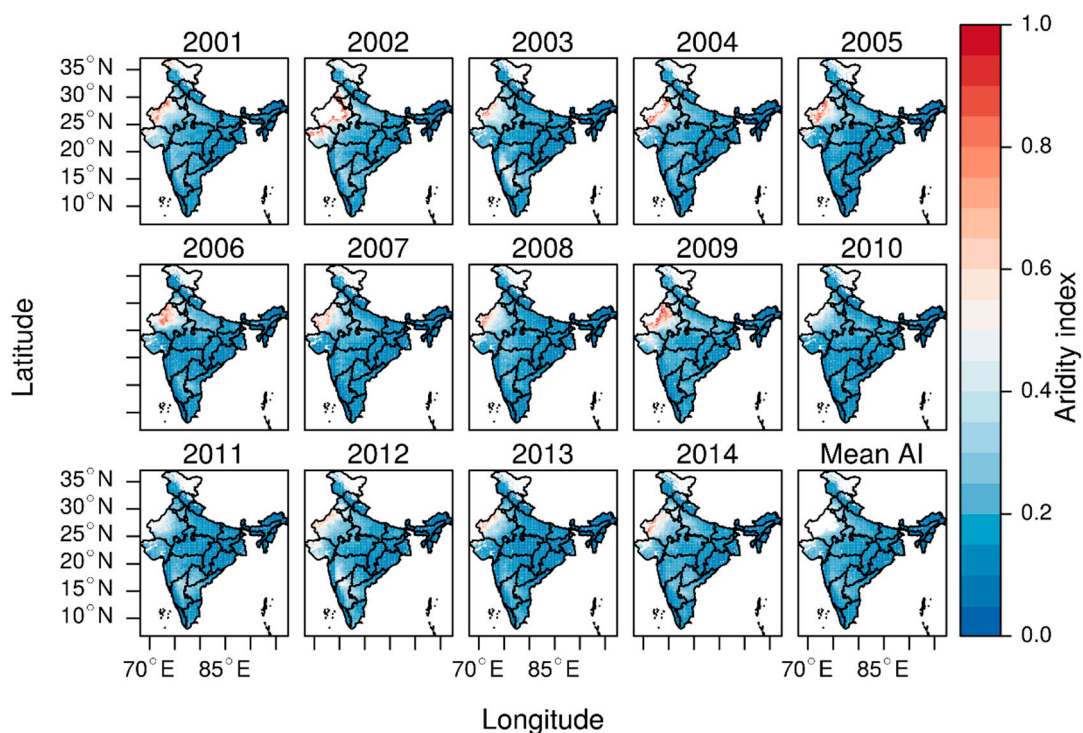 2001 2002 2003 2004 2005
35°N
30°N
25°N
20°N
15°N
10°N
2006 2007 2008 2009 2010
2011 2012 2013 2014 Mean AI
35°N
30°N
25°N
20°N
15°N
10°N
70°E 85°E 70°E 85°E 70°E 85°E
Latitude
Longitude
1.0
0.8
0.6
0.4
0.2
0.0
Aridity index